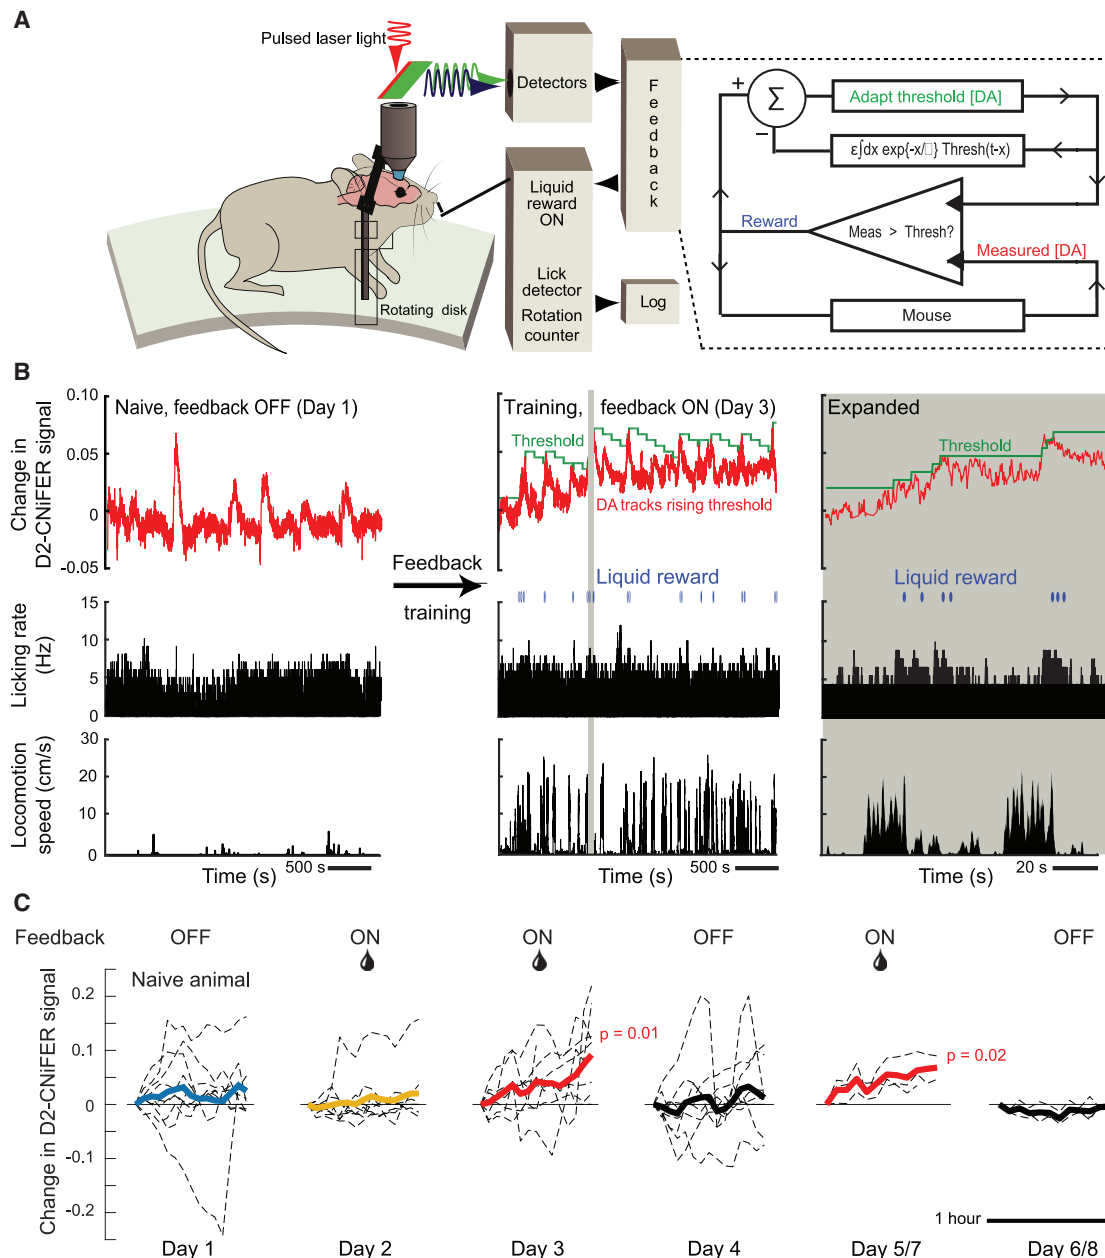 A
Pulsed laser light
Detectors
Feedback
Liquid
reward
ON
Lick
detector
Rotation
counter
Log
Rotating disk
+
Σ
−
Adapt threshold [DA]
ε∫dx exp{-x/□} Thresh(t-x)
Reward
Meas > Thresh?
Measured [DA]
Mouse
B
Change in
D2-CNiFER signal
0.10
0.05
0
-0.05
Naive, feedback OFF (Day 1)
Feedback
training
Training, feedback ON (Day 3)
Threshold
DA tracks rising threshold
Liquid reward
Expanded
Threshold
Liquid reward
Licking rate
(Hz)
15
10
5
0
Locomotion
speed (cm/s)
30
20
10
0
500 s
Time (s)
500 s
Time (s)
20 s
Time (s)
C
Feedback OFF ON ON OFF ON OFF
Change in D2-CNiFER signal
0.2
0.1
0
-0.1
-0.2
Naive animal
p = 0.01
p = 0.02
1 hour
Day 1 Day 2 Day 3 Day 4 Day 5/7 Day 6/8